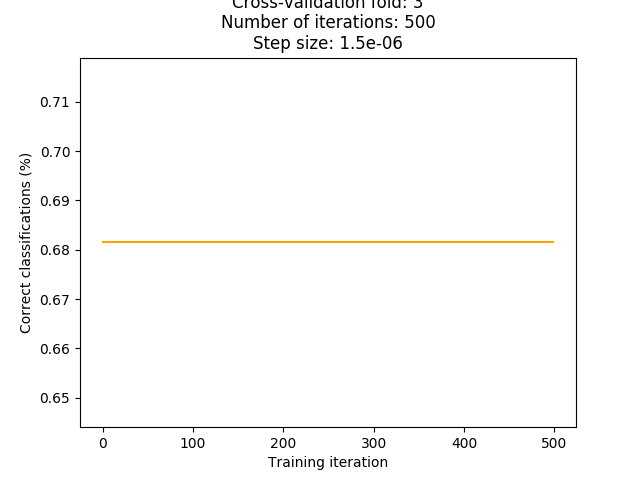 Cross-validation fold: 3
Number of iterations: 500
Step size: 1.5e-06
0.71
0.70
0.69
0.68
0.67
0.66
0.65
Correct classifications (%)
0 100 200 300 400 500
Training iteration